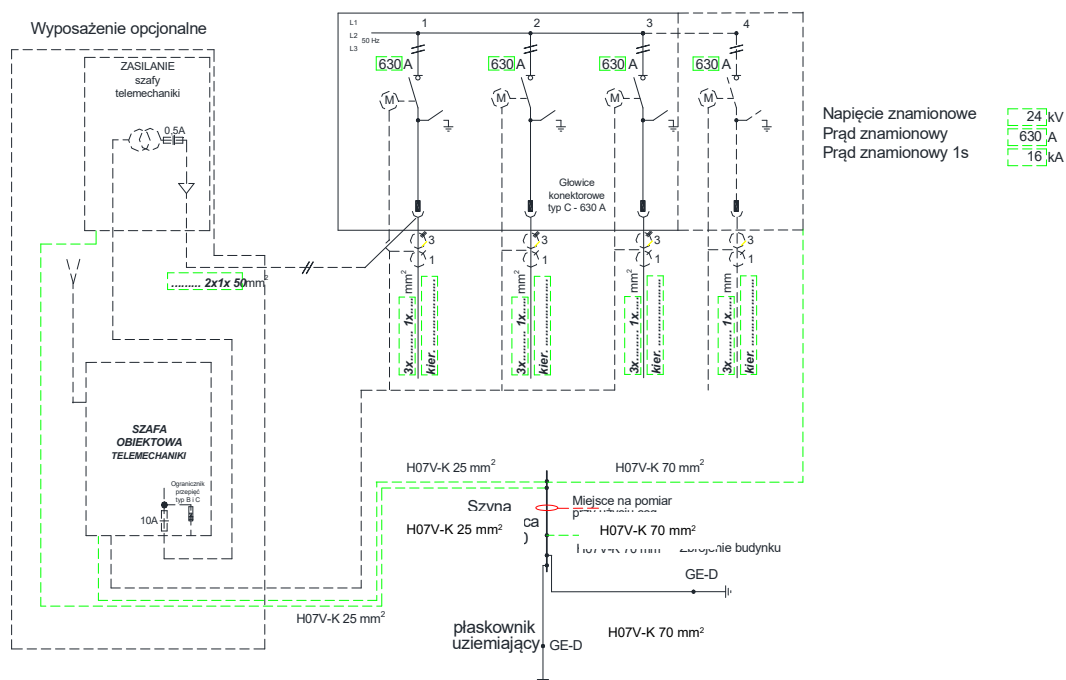 Wyposażenie opcjonalne
ZASILANIE
szafy
telemechaniki
0,5A
L1
L2
50 Hz
L3
1
2
3
4
630 A
630 A
630 A
630 A
M
M
M
M
Głowice
konektorowe
typ C - 630 A
Napięcie znamionowe 24 kV
Prąd znamionowy 630 A
Prąd znamionowy 1s 16 kA
3
1
3
1
3
1
3
1
......... 2x1x 50mm²
3x........ 1x..... mm²
kier. ......................
3x........ 1x..... mm²
kier. ......................
3x........ 1x..... mm²
kier. ......................
3x........ 1x..... mm
kier. ......................
SZAFA
OBIEKTOWA
TELEMECHANIKI
Ogranicznik
przepięć
typ B i C
10A
H07V-K 25 mm²
H07V-K 70 mm²
Szyna
Miejsce na pomiar
H07V-K 25 mm²
H07V-K 70 mm²
H07V-K 70 mm
Zbrojenie budynku
GE-D
H07V-K 25 mm²
płaskownik
uziemiający
GE-D
H07V-K 70 mm²